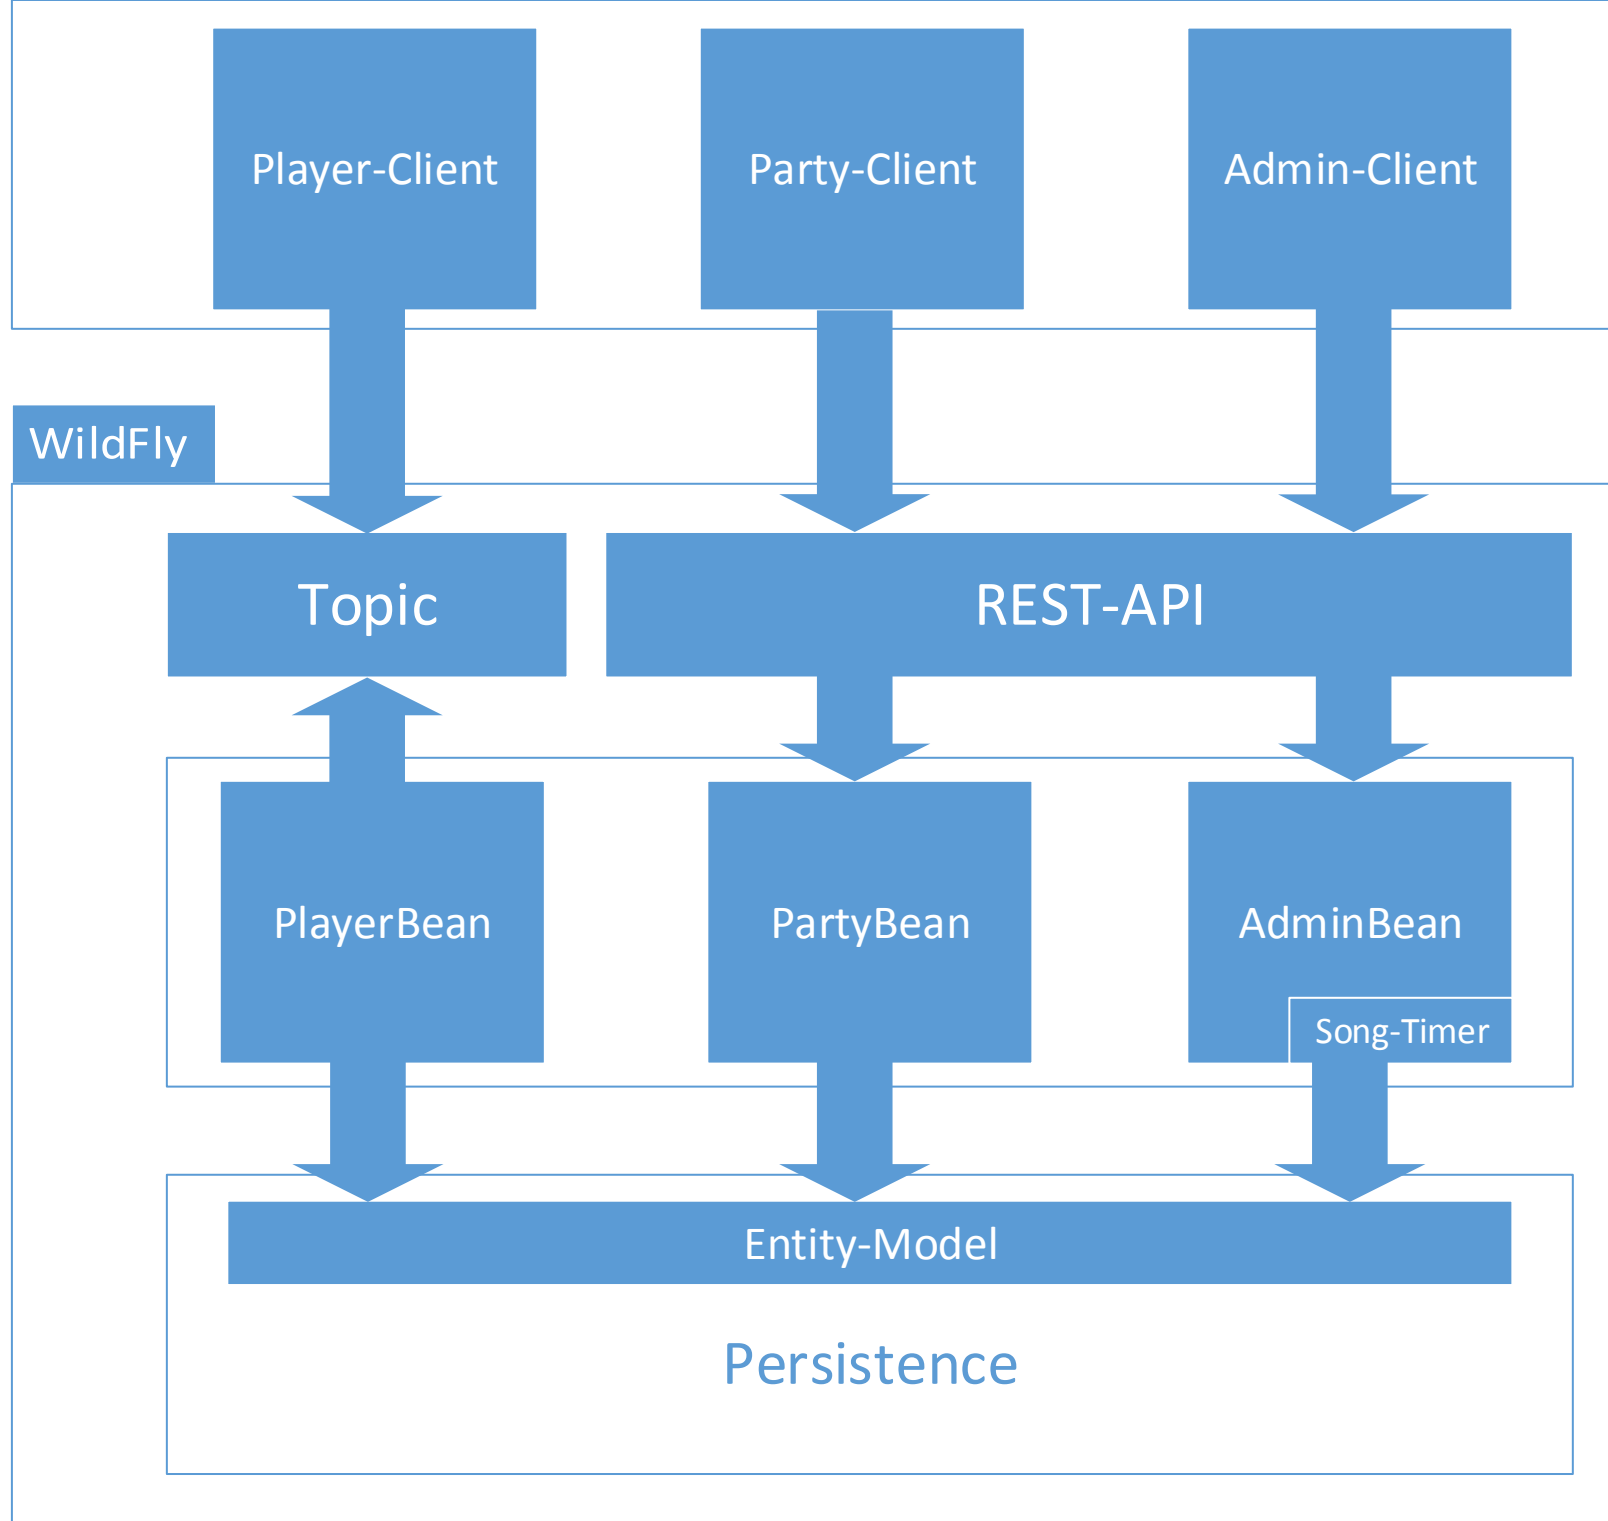 Player-Client
Party-Client
Admin-Client
WildFly
Topic
REST-API
PlayerBean
PartyBean
AdminBean
Song-Timer
Entity-Model
Persistence